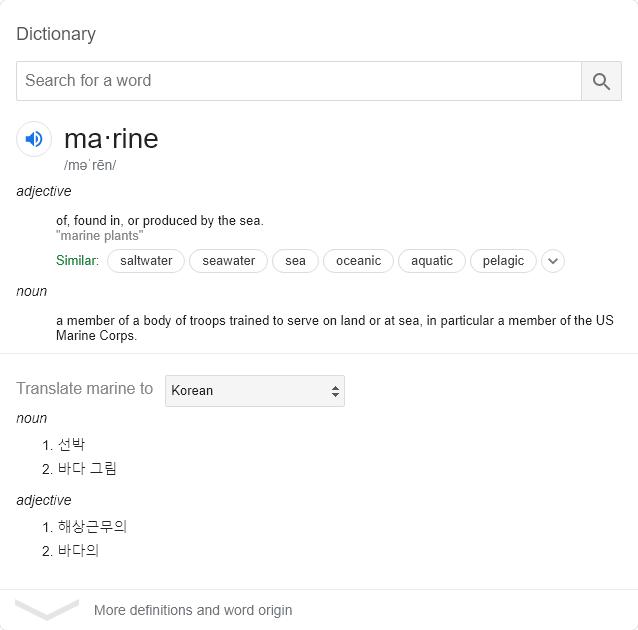 Dictionary
Search for a word
ma·rine
/məˈrēn/
adjective
of, found in, or produced by the sea.
"marine plants"
Similar: saltwater seawater sea oceanic aquatic pelagic
noun
a member of a body of troops trained to serve on land or at sea, in particular a member of the US
Marine Corps.
Translate marine to Korean
noun
1. 선박
2. 바다 그림
adjective
1. 해상근무의
2. 바다의
More definitions and word origin